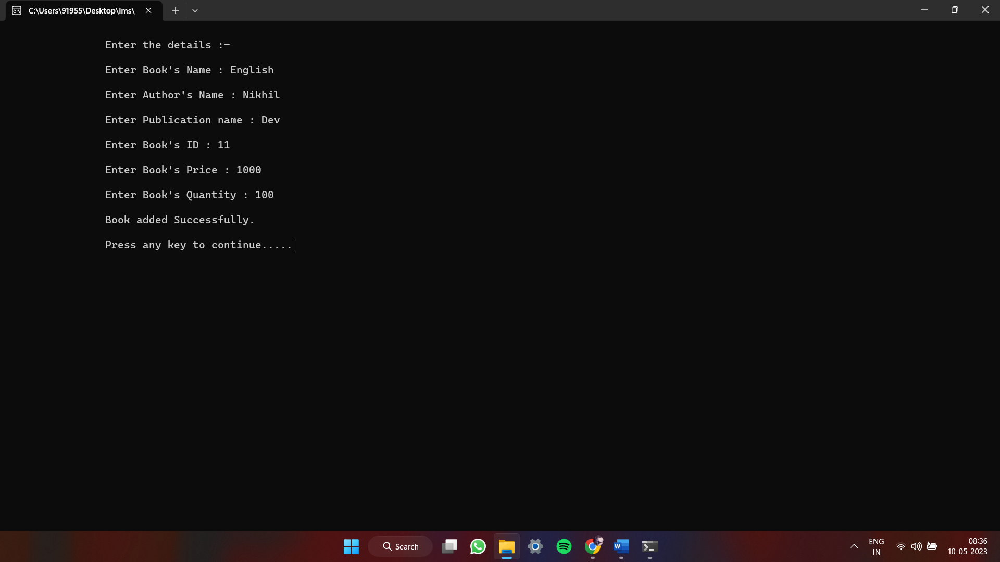 C:\Users\91955\Desktop\lms\
Enter the details :-
Enter Book's Name : English
Enter Author's Name : Nikhil
Enter Publication name : Dev
Enter Book's ID : 11
Enter Book's Price : 1000
Enter Book's Quantity : 100
Book added Successfully.
Press any key to continue.....
Search
ENG
IN
08:36
10-05-2023